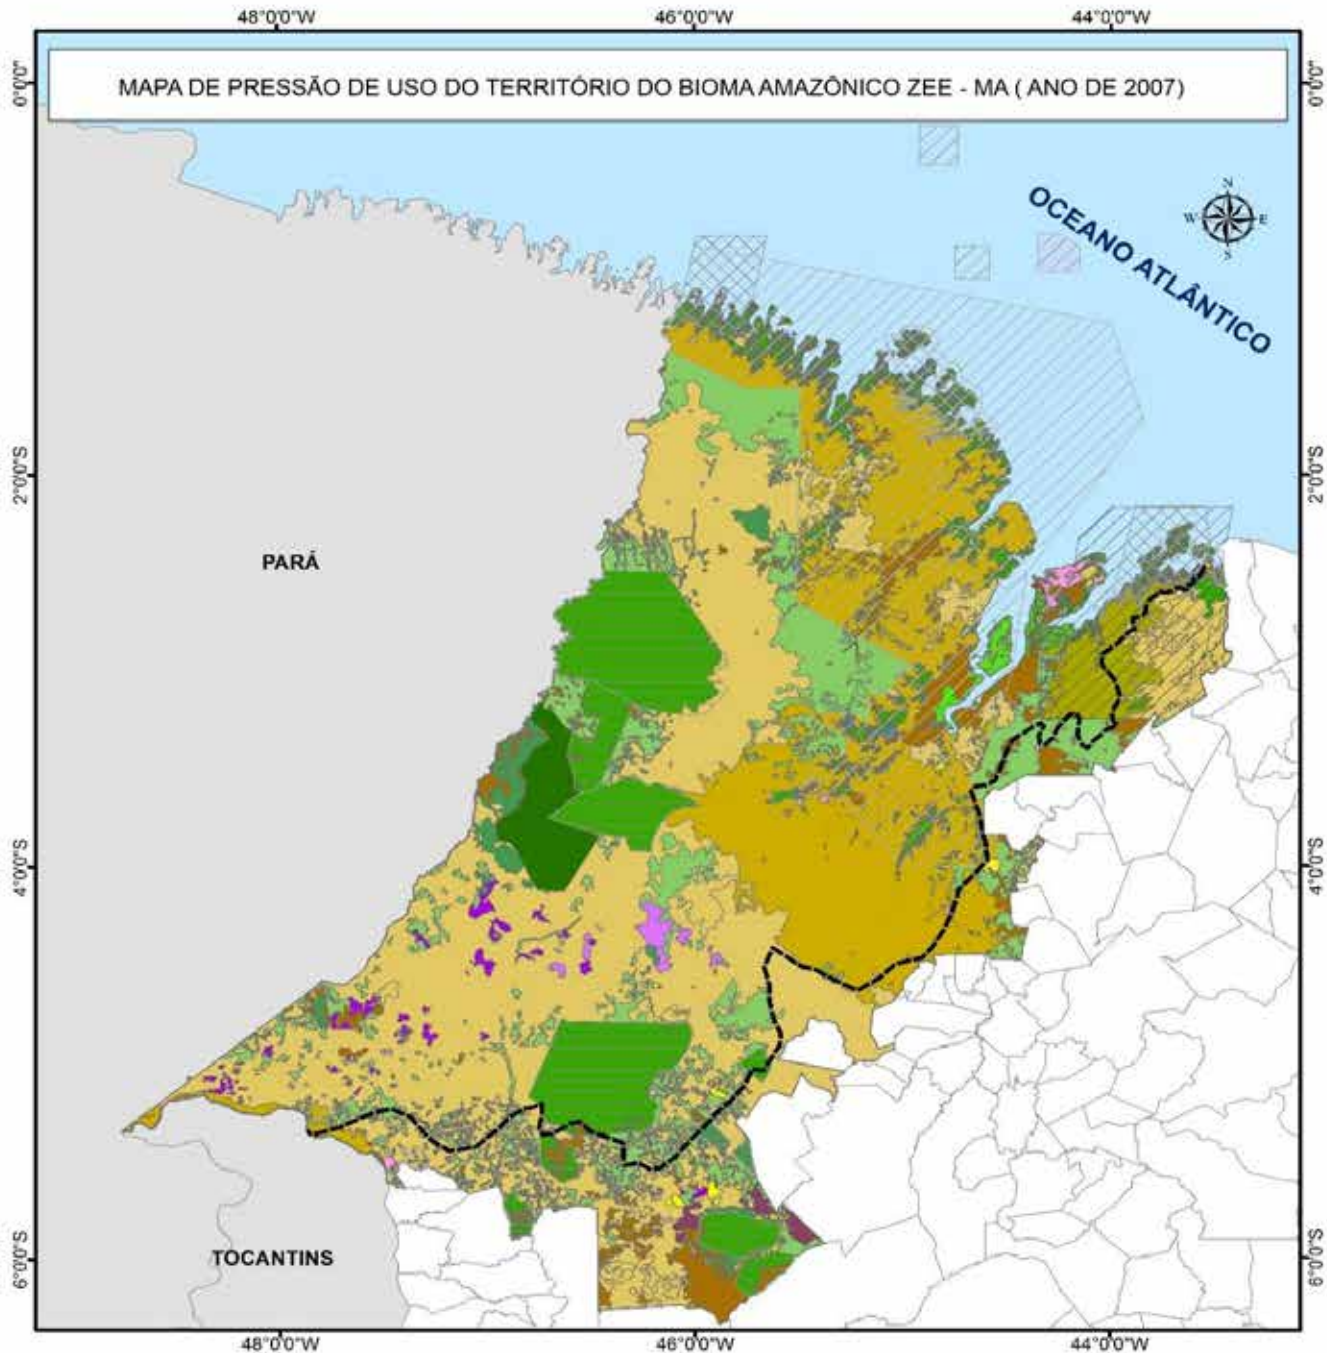 48°0'0"W 46°0'0"W 44°0'0"W
0°0'0" 0°0'0"
MAPA DE PRESSÃO DE USO DO TERRITÓRIO DO BIOMA AMAZÔNICO ZEE - MA ( ANO DE 2007)
N
W E
S
OCEANO ATLÂNTICO
2°0'0"S 2°0'0"S
PARÁ
4°0'0"S 4°0'0"S
TOCANTINS
6°0'0"S 6°0'0"S
48°0'0"W 46°0'0"W 44°0'0"W